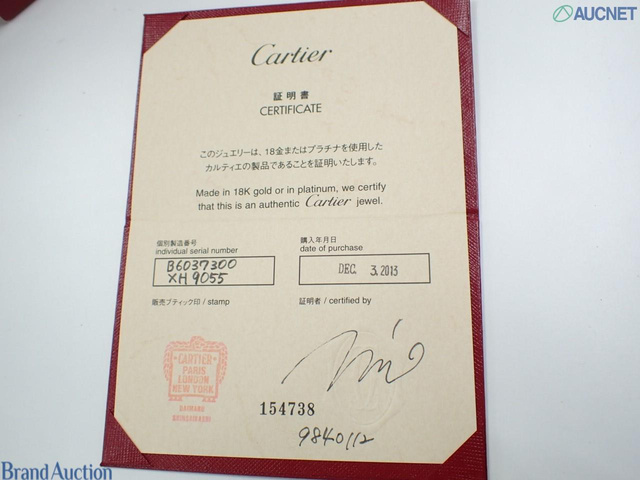 AUCNET
Cartier
証明書
CERTIFICATE
このジュエリーは、18金またはプラチナを使用した
カルティエの製品であることを証明いたします。
Made in 18K gold or in platinum, we certify
that this is an authentic Cartier jewel.
個別製造番号
individual serial number
B6037300
XH9055
購入年月日
date of purchase
DEC. 3.2013
販売ブティック印 / stamp
証明者 / certified by
CARTIER
PARIS
LONDON
NEW YORK
154738
9840112
Brand Auction